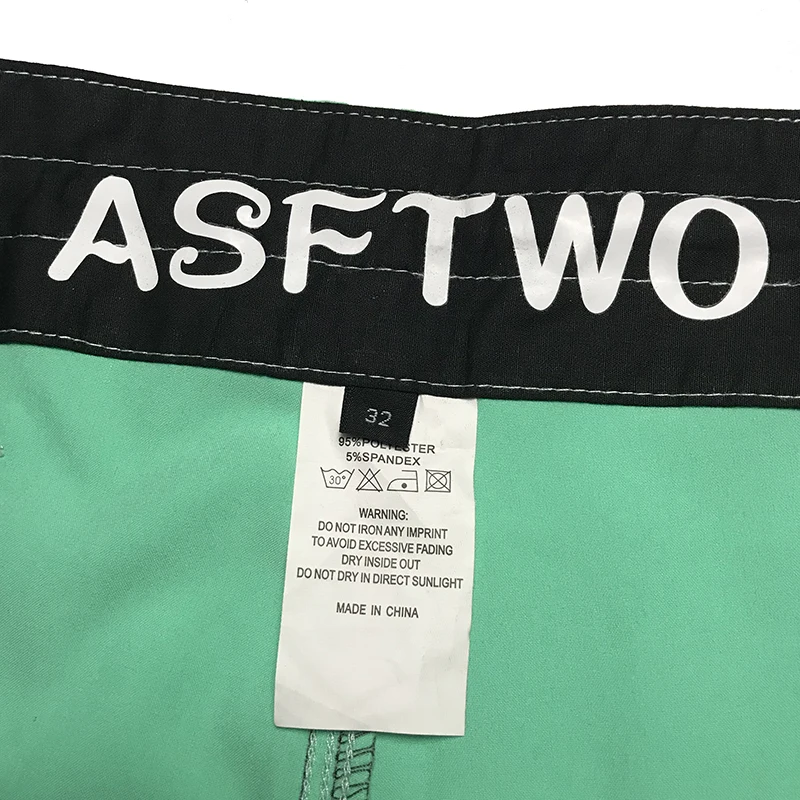 ASFTWO
32
95%POLYESTER
5%SPANDEX
30°
WARNING:
DO NOT IRON ANY IMPRINT
TO AVOID EXCESSIVE FADING
DRY INSIDE OUT
DO NOT DRY IN DIRECT SUNLIGHT
MADE IN CHINA